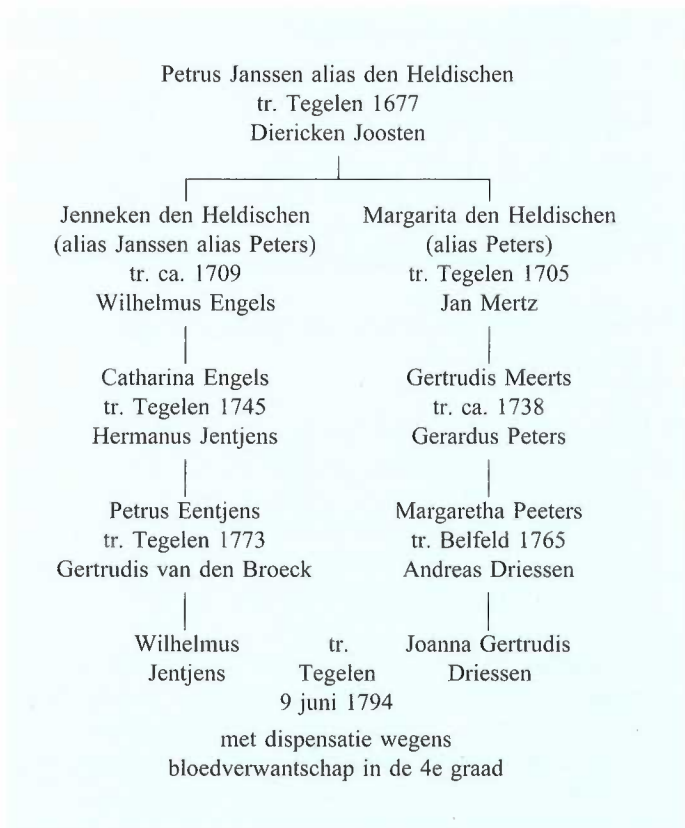 Petrus Janssen alias den Heldischen
tr. Tegelen 1677
Diericken Joosten
Jenneken den Heldischen
(alias Janssen alias Peters)
tr. ca. 1709
Wilhelmus Engels
Catharina Engels
tr. Tegelen 1745
Hermanus Jentjens
Petrus Eentjens
tr. Tegelen 1773
Gertrudis van den Broeck
Wilhelmus
Jentjens
Margarita den Heldischen
(alias Peters)
tr. Tegelen 1705
Jan Mertz
Gertrudis Meerts
tr. ca. 1738
Gerardus Peters
Margaretha Peeters
tr. Belfeld 1765
Andreas Driessen
Joanna Gertrudis
Driessen
tr.
Tegelen
9 juni 1794
met dispensatie wegens
bloedverwantschap in de 4e graad